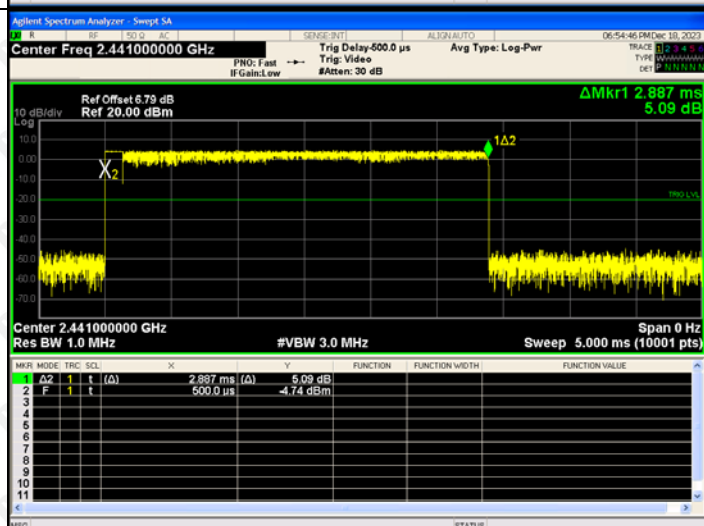 Agilent Spectrum Analyzer - Swept SA
R RF 50 Ω AC SENSE:INT ALIGN AUTO 06:54:46 PM Dec 18, 2023
Center Freq 2.441000000 GHz Trig Delay-500.0 µs Avg Type: Log-Pwr TRACE 1 2 3 4 5 6
PNO: Fast Trig: Video TYPE
IFGain:Low #Atten: 30 dB DET P N N N N N
ΔMkr1 2.887 ms
5.09 dB
Ref Offset 6.79 dB
10 dB/div Ref 20.00 dBm
Log
10.0
0.00
-10.0
-20.0
-30.0
-40.0
-50.0
-60.0
-70.0
1Δ2
X2
TRIG LVL
Center 2.441000000 GHz Span 0 Hz
Res BW 1.0 MHz #VBW 3.0 MHz Sweep 5.000 ms (10001 pts)
MKR MODE TRC SCL X Y FUNCTION FUNCTION WIDTH FUNCTION VALUE
1 Δ2 1 t (Δ) 2.887 ms (Δ) 5.09 dB
2 F 1 t 500.0 µs -4.74 dBm
3
4
5
6
7
8
9
10
11
MSG STATUS